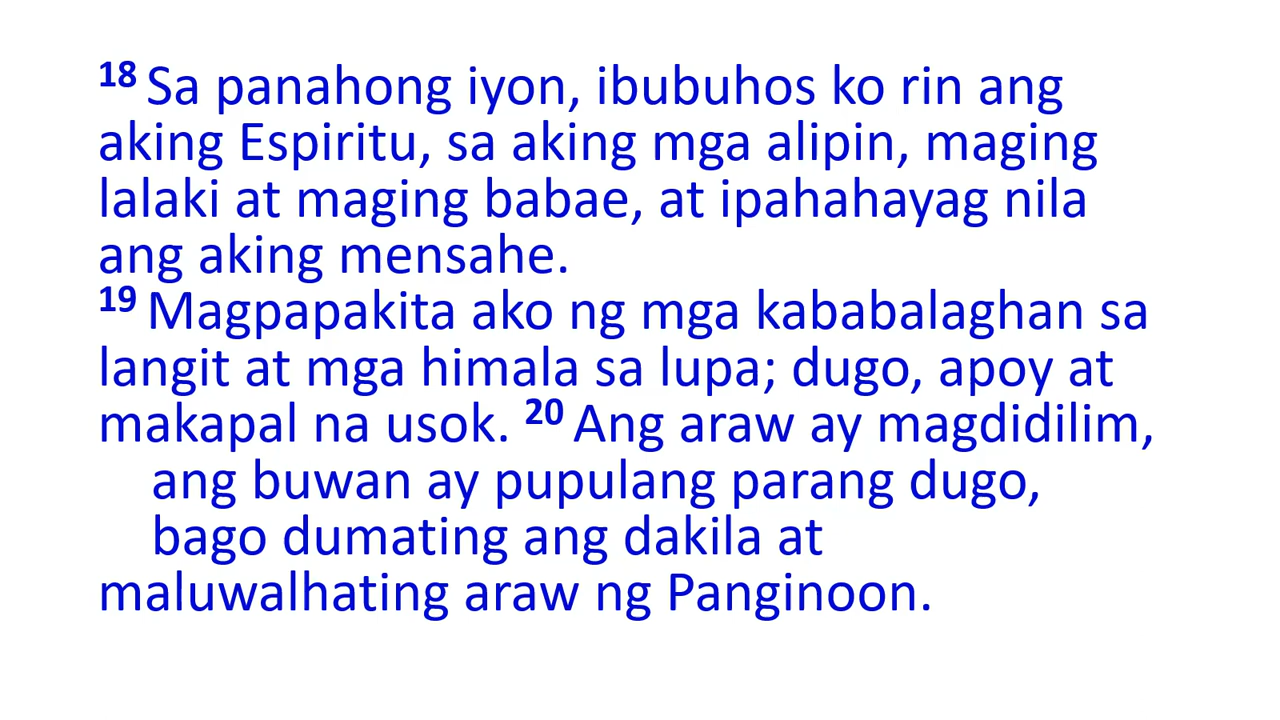 18 Sa panahong iyon, ibubuhos ko rin ang
aking Espiritu, sa aking mga alipin, maging
lalaki at maging babae, at ipahahayag nila
ang aking mensahe.
19 Magpapakita ako ng mga kababalaghan sa
langit at mga himala sa lupa; dugo, apoy at
makapal na usok. 20 Ang araw ay magdidilim,
ang buwan ay pupulang parang dugo,
bago dumating ang dakila at
maluwalhating araw ng Panginoon.